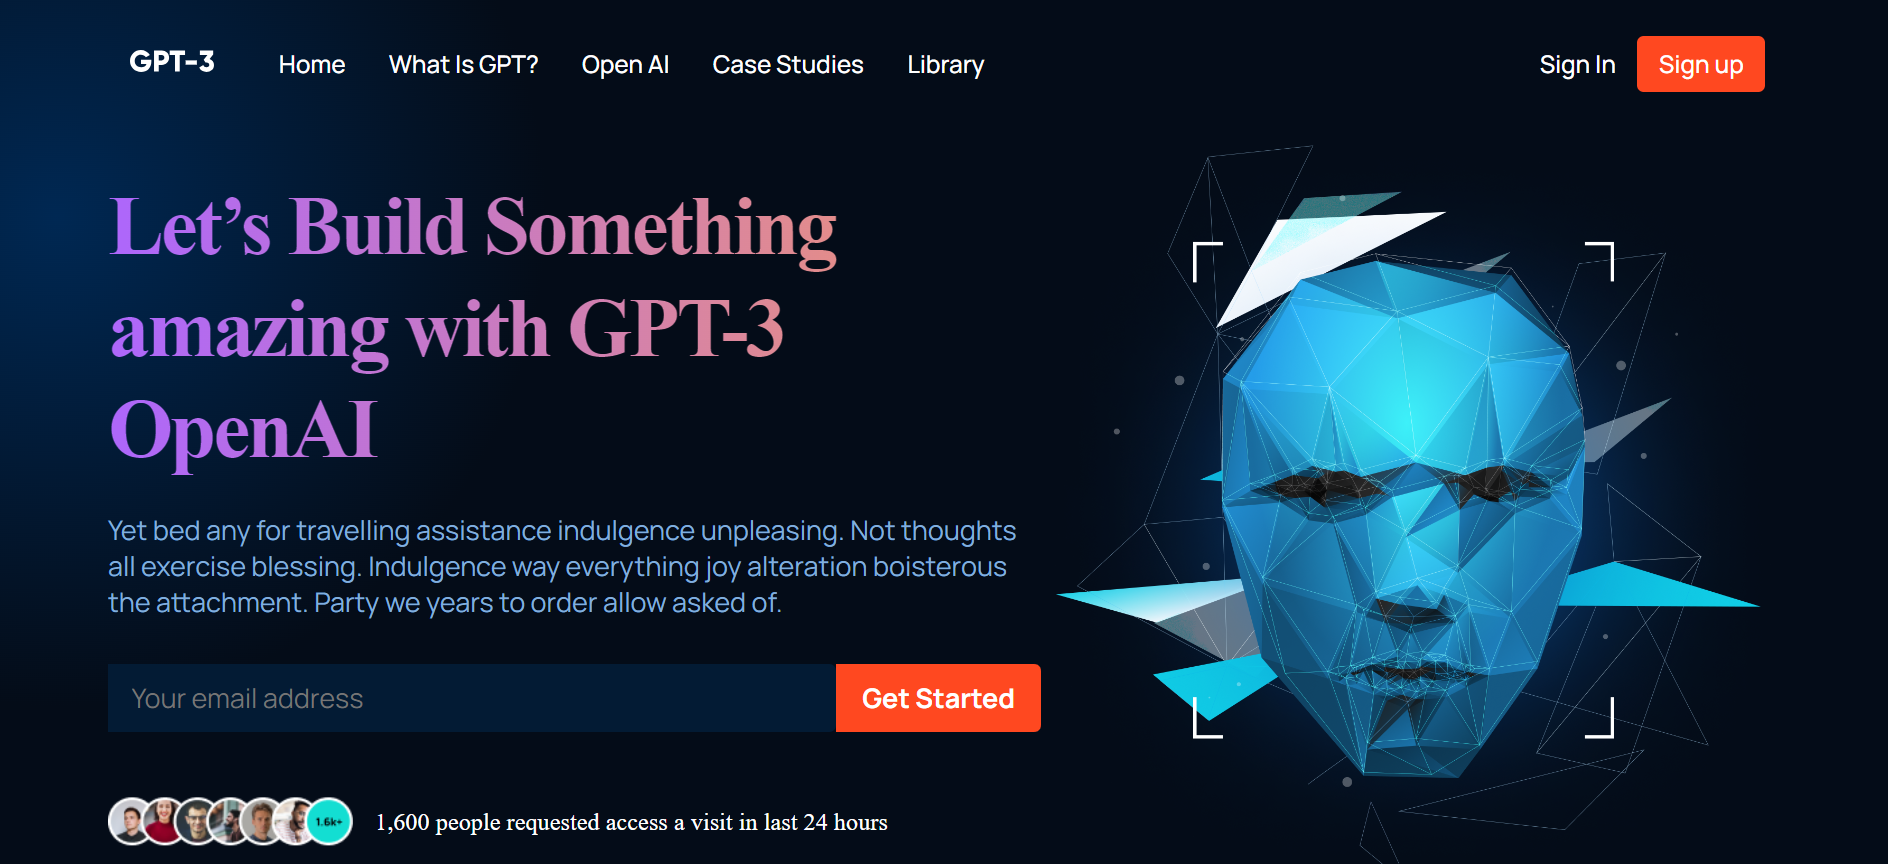 GPT-3 Home What Is GPT? Open AI Case Studies Library Sign In Sign up
Let’s Build Something
amazing with GPT-3
OpenAI
Yet bed any for travelling assistance indulgence unpleasing. Not thoughts
all exercise blessing. Indulgence way everything joy alteration boisterous
the attachment. Party we years to order allow asked of.
Your email address Get Started
1.6k+ 1,600 people requested access a visit in last 24 hours